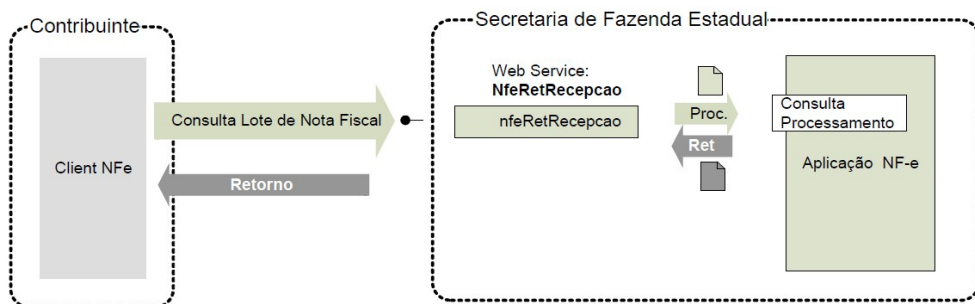 Contribuinte
Client NFe
Consulta Lote de Nota Fiscal
Retorno
Secretaria de Fazenda Estadual
Web Service:
NfeRetRecepcao
nfeRetRecepcao
Proc.
Ret
Consulta
Processamento
Aplicação NF-e